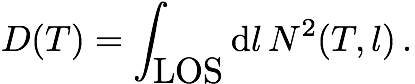 D(T) = ∫_LOS dl N²(T, l) .